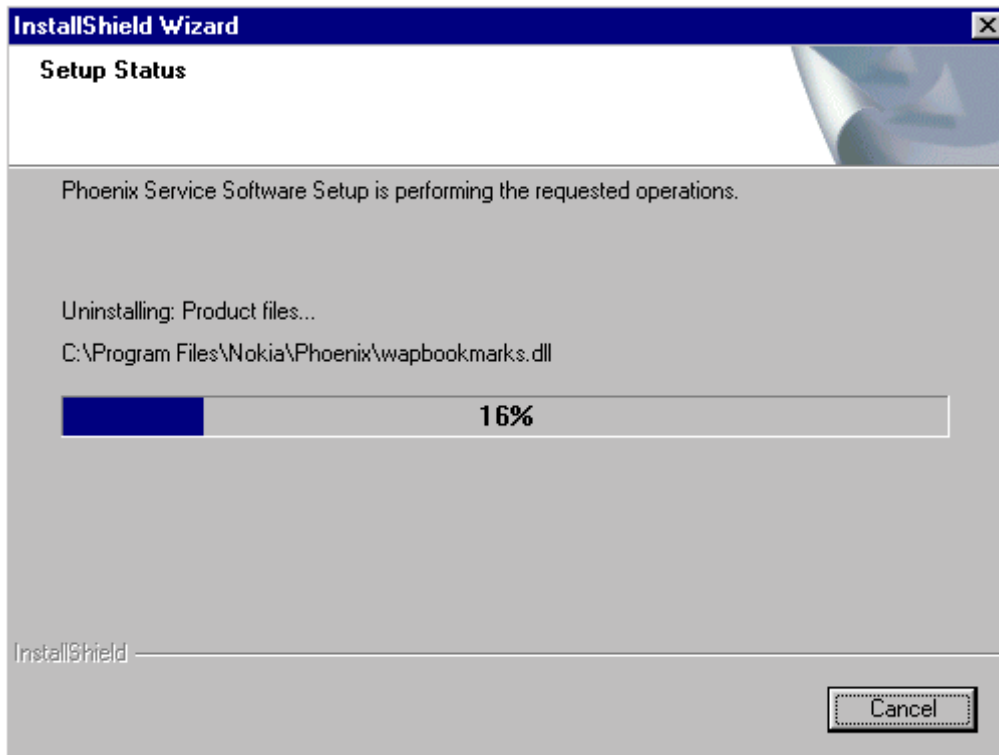 InstallShield Wizard
Setup Status
Phoenix Service Software Setup is performing the requested operations.
Uninstalling: Product files...
C:\Program Files\Nokia\Phoenix\wapbookmarks.dll
16%
InstallShield
Cancel